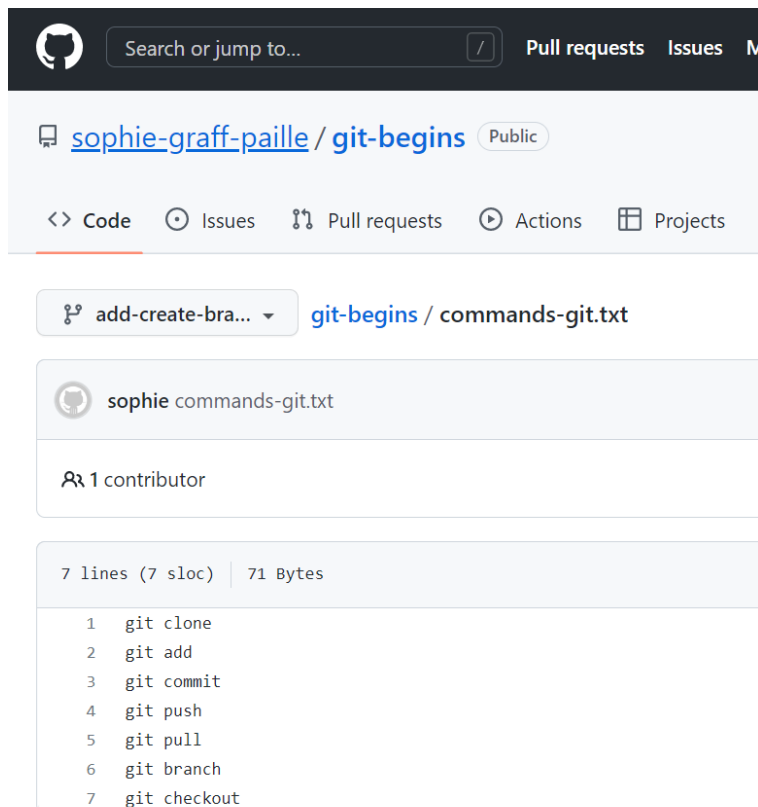 Search or jump to... / Pull requests Issues M
sophie-graff-paille / git-begins Public
Code Issues Pull requests Actions Projects
add-create-bra... git-begins / commands-git.txt
sophie commands-git.txt
1 contributor
7 lines (7 sloc) 71 Bytes
1 git clone
2 git add
3 git commit
4 git push
5 git pull
6 git branch
7 git checkout